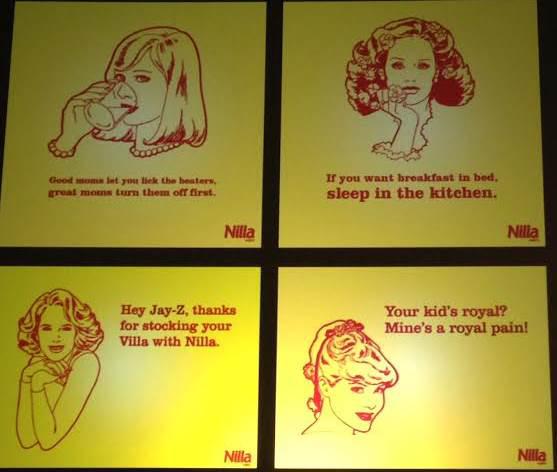 Good moms let you lick the beaters,
great moms turn them off first.
Nilla
If you want breakfast in bed,
sleep in the kitchen.
Nilla
Hey Jay-Z, thanks
for stocking your
Villa with Nilla.
Nilla
Your kid's royal?
Mine's a royal pain!
Nilla